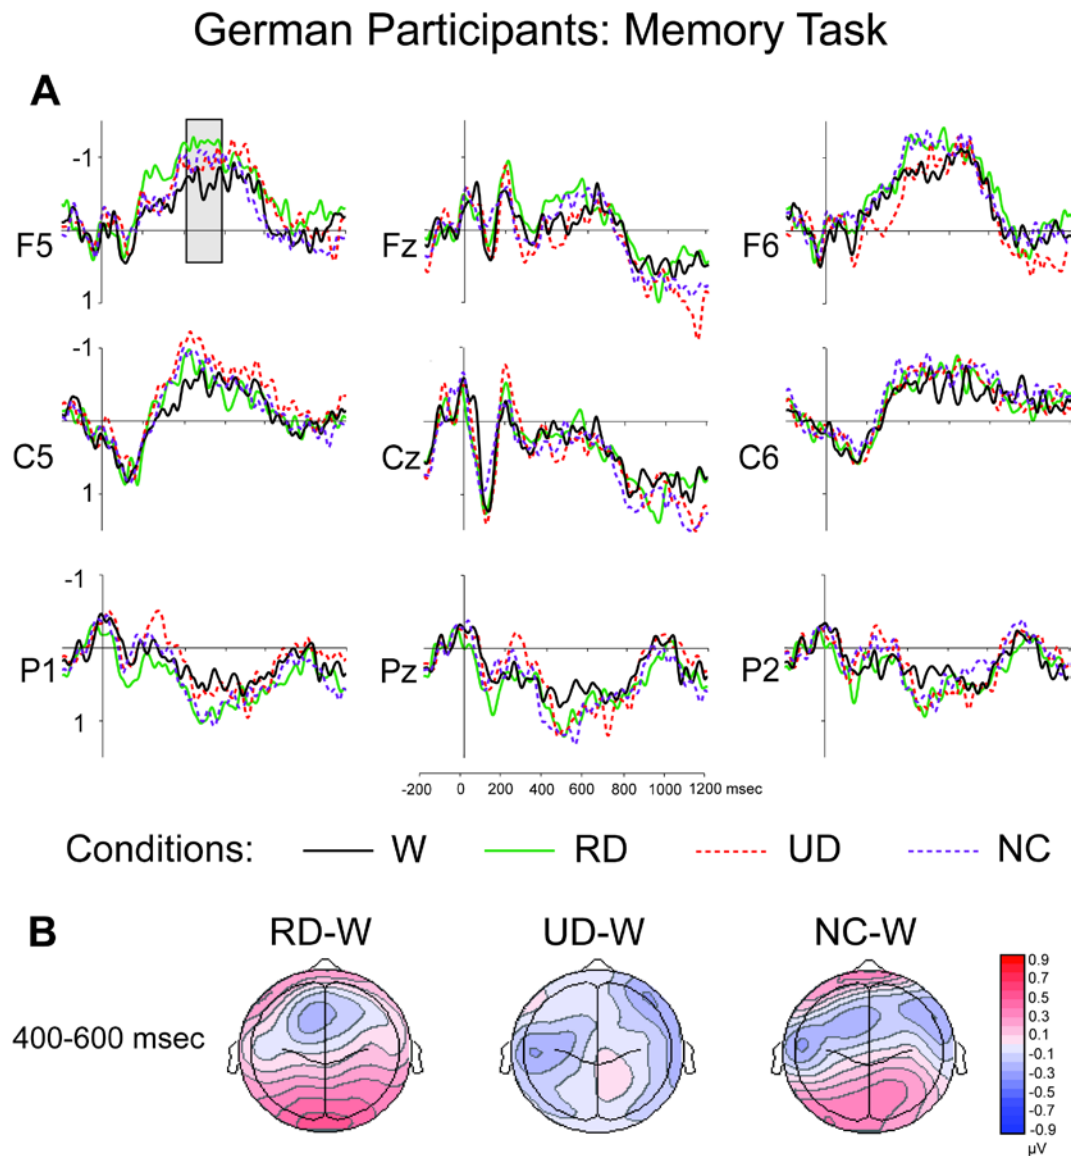 German Participants: Memory Task
A
-1
F5
1
Fz
F6
-1
C5
1
Cz
C6
-1
P1
1
Pz
P2
-200 0 200 400 600 800 1000 1200 msec
Conditions: W RD UD NC
B
RD-W UD-W NC-W
400-600 msec
0.9
0.7
0.5
0.3
0.1
-0.1
-0.3
-0.5
-0.7
-0.9
µV